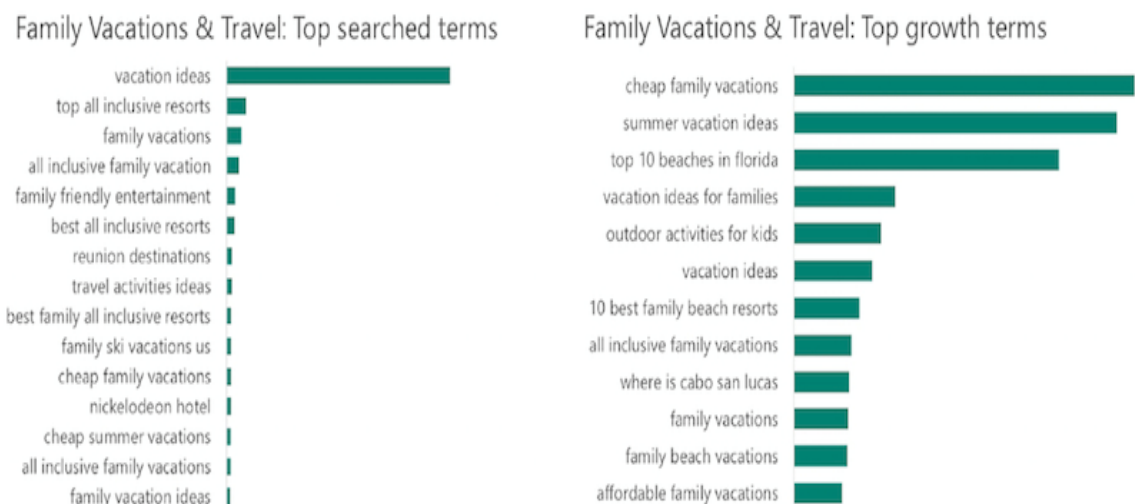 Family Vacations & Travel: Top searched terms
vacation ideas
top all inclusive resorts
family vacations
all inclusive family vacation
family friendly entertainment
best all inclusive resorts
reunion destinations
travel activities ideas
best family all inclusive resorts
family ski vacations us
cheap family vacations
nickelodeon hotel
cheap summer vacations
all inclusive family vacations
family vacation ideas
Family Vacations & Travel: Top growth terms
cheap family vacations
summer vacation ideas
top 10 beaches in florida
vacation ideas for families
outdoor activities for kids
vacation ideas
10 best family beach resorts
all inclusive family vacations
where is cabo san lucas
family vacations
family beach vacations
affordable family vacations